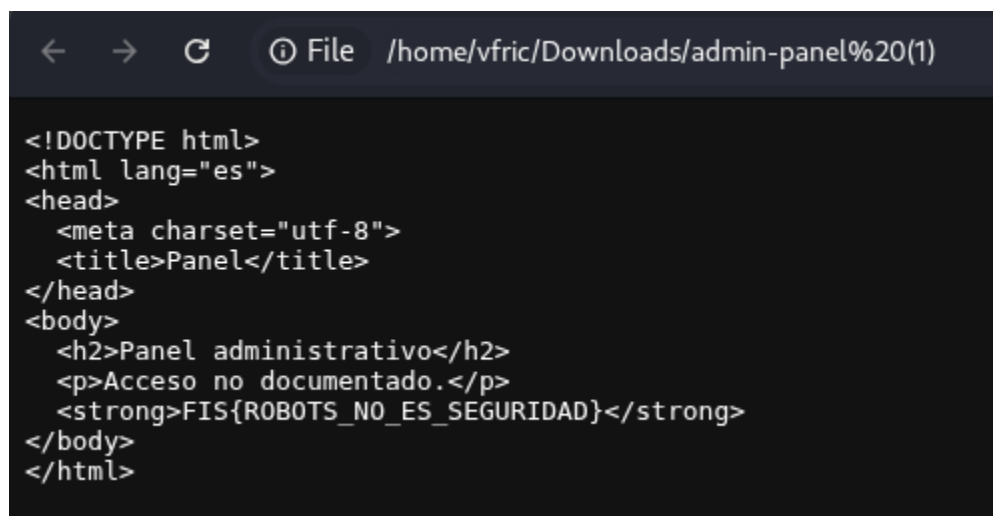 File /home/vfric/Downloads/admin-panel%20(1)
<!DOCTYPE html>
<html lang="es">
<head>
  <meta charset="utf-8">
  <title>Panel</title>
</head>
<body>
  <h2>Panel administrativo</h2>
  <p>Acceso no documentado.</p>
  <strong>FIS{ROBOTS_NO_ES_SEGURIDAD}</strong>
</body>
</html>